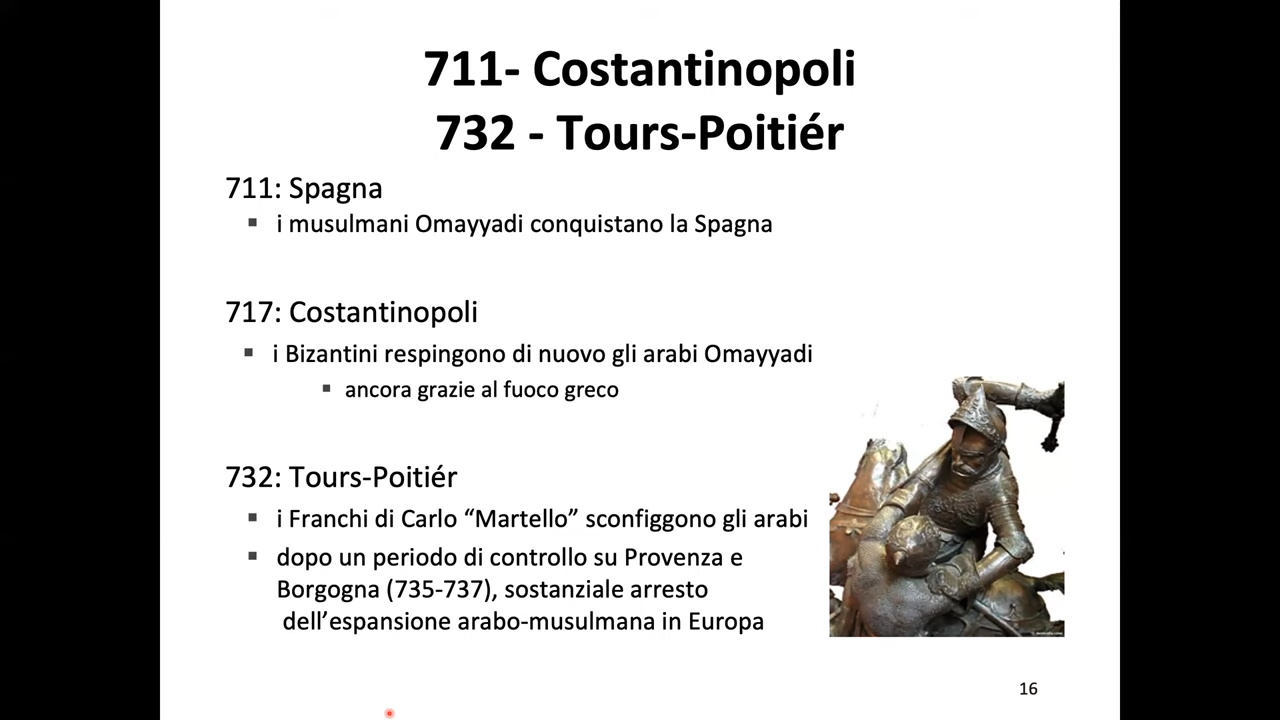 711- Costantinopoli
732 - Tours-Poitiér
711: Spagna
▪ i musulmani Omayyadi conquistano la Spagna
717: Costantinopoli
▪ i Bizantini respingono di nuovo gli arabi Omayyadi
▪ ancora grazie al fuoco greco
732: Tours-Poitiér
▪ i Franchi di Carlo “Martello” sconfiggono gli arabi
▪ dopo un periodo di controllo su Provenza e
Borgogna (735-737), sostanziale arresto
dell’espansione arabo-musulmana in Europa
16